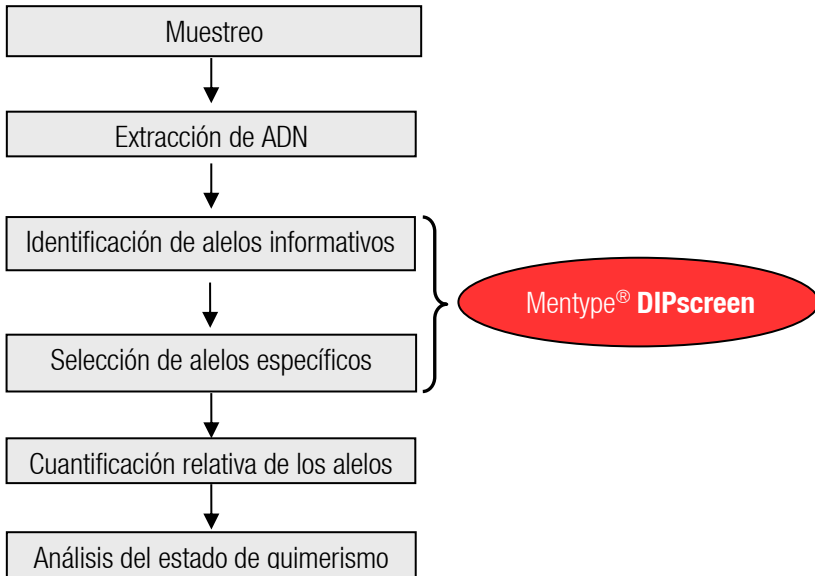 Muestreo
Extracción de ADN
Identificación de alelos informativos
Mentype® DIPscreen
Selección de alelos específicos
Cuantificación relativa de los alelos
Análisis del estado de quimerismo